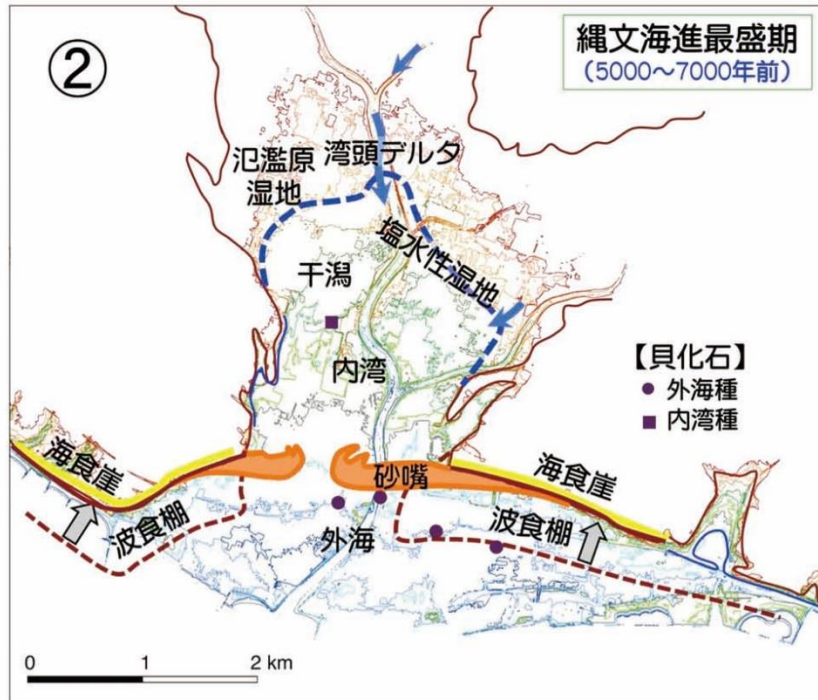 ②
縄文海進最盛期
(5000〜7000年前)
氾濫原
湿地
湾頭デルタ
塩水性湿地
干潟
内湾
【貝化石】
外海種
内湾種
海食崖
砂嘴
海食崖
波食棚
外海
波食棚
0 1 2 km